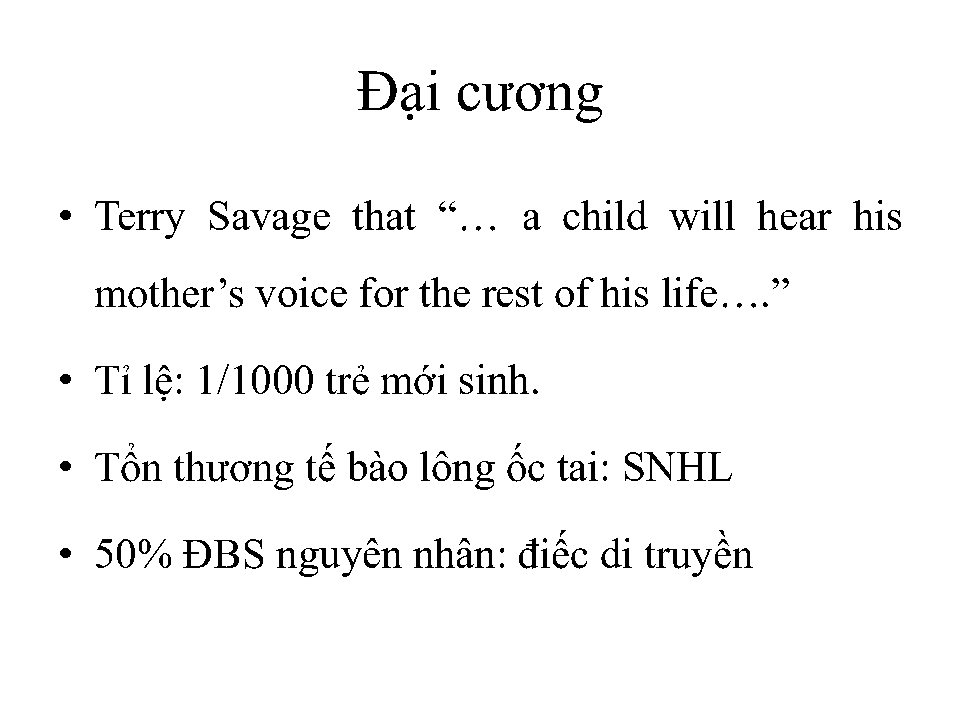 Đại cương
• Terry Savage that “… a child will hear his
mother’s voice for the rest of his life….”
• Tỉ lệ: 1/1000 trẻ mới sinh.
• Tổn thương tế bào lông ốc tai: SNHL
• 50% ĐBS nguyên nhân: điếc di truyền